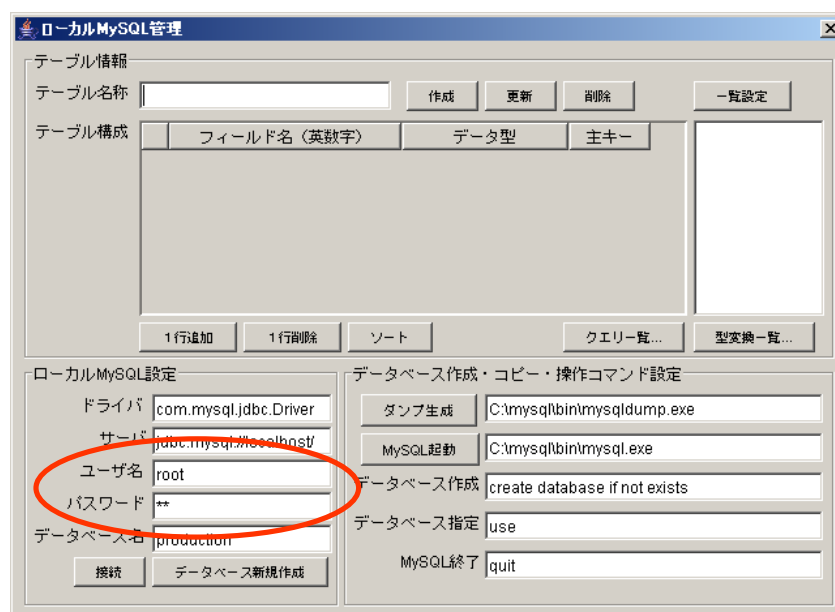 ローカルMySQL管理
テーブル情報
テーブル名称 作成 更新 削除 一覧設定
テーブル構成 フィールド名（英数字） データ型 主キー
1行追加 1行削除 ソート クエリー覧... 型変換一覧...
ローカルMySQL設定
ドライバ com.mysql.jdbc.Driver
サーバ jdbc:mysql://localhost/
ユーザ名 root
パスワード **
データベース名 production
接続 データベース新規作成
データベース作成・コピー・操作コマンド設定
ダンプ生成 C:\mysql\bin\mysqldump.exe
MySQL起動 C:\mysql\bin\mysql.exe
データベース作成 create database if not exists
データベース指定 use
MySQL終了 quit